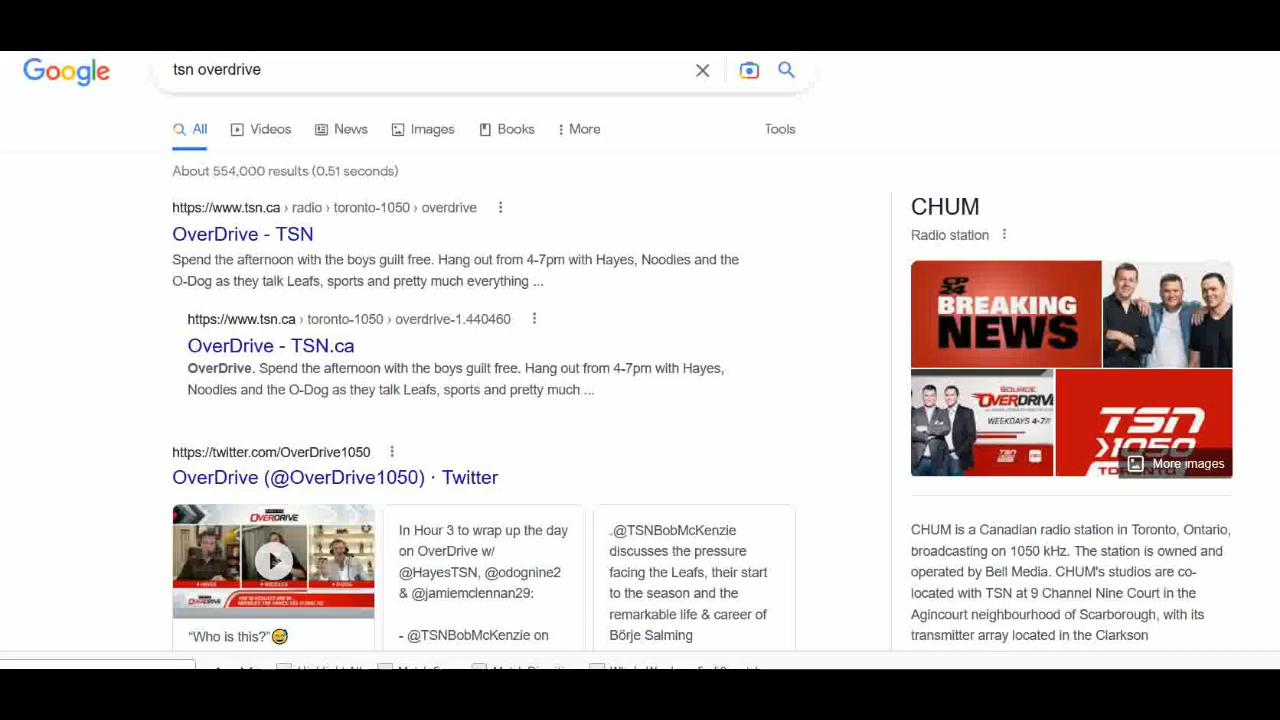 Google
tsn overdrive
All
Videos
News
Images
Books
More
Tools
About 554,000 results (0.51 seconds)
https://www.tsn.ca › radio › toronto-1050 › overdrive
OverDrive - TSN
Spend the afternoon with the boys guilt free. Hang out from 4-7pm with Hayes, Noodles and the
O-Dog as they talk Leafs, sports and pretty much everything ...
https://www.tsn.ca › toronto-1050 › overdrive-1.440460
OverDrive - TSN.ca
OverDrive. Spend the afternoon with the boys guilt free. Hang out from 4-7pm with Hayes,
Noodles and the O-Dog as they talk Leafs, sports and pretty much ...
https://twitter.com/OverDrive1050
OverDrive (@OverDrive1050) · Twitter
OVERDRIVE
“Who is this?”😅
In Hour 3 to wrap up the day
on OverDrive w/
@HayesTSN, @odognine2
& @jamiemclennan29:
- @TSNBobMcKenzie on
.@TSNBobMcKenzie
discusses the pressure
facing the Leafs, their start
to the season and the
remarkable life & career of
Börje Salming
CHUM
Radio station
CP
24
BREAKING
NEWS
OVERDRIVE
WEEKDAYS 4-7
TSN
1050
TORONTO
More images
CHUM is a Canadian radio station in Toronto, Ontario,
broadcasting on 1050 kHz. The station is owned and
operated by Bell Media. CHUM's studios are co-
located with TSN at 9 Channel Nine Court in the
Agincourt neighbourhood of Scarborough, with its
transmitter array located in the Clarkson